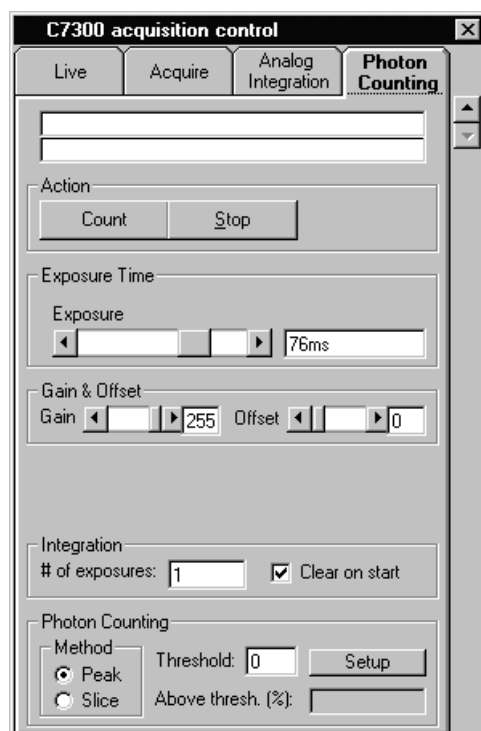 C7300 acquisition control
Live Acquire Analog Integration Photon Counting
Action
Count Stop
Exposure Time
Exposure
76ms
Gain & Offset
Gain 255 Offset 0
Integration
# of exposures: 1 Clear on start
Photon Counting
Method
Peak
Slice
Threshold: 0 Setup
Above thresh. (%):